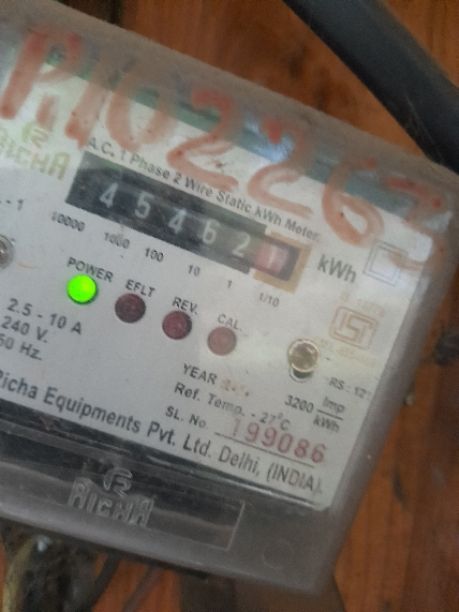 P.102263
RICHA
A.C. 1 Phase 2 Wire Static kWh Meter
45462
kWh
10000 1000 100 10 1 1/10
POWER EFLT REV. CAL.
2.5 - 10 A
240 V.
50 Hz.
YEAR
Ref. Temp. - 27°C
3200 Imp/kWh
SL. No. 199086
Richa Equipments Pvt. Ltd. Delhi, (INDIA).
RICHA